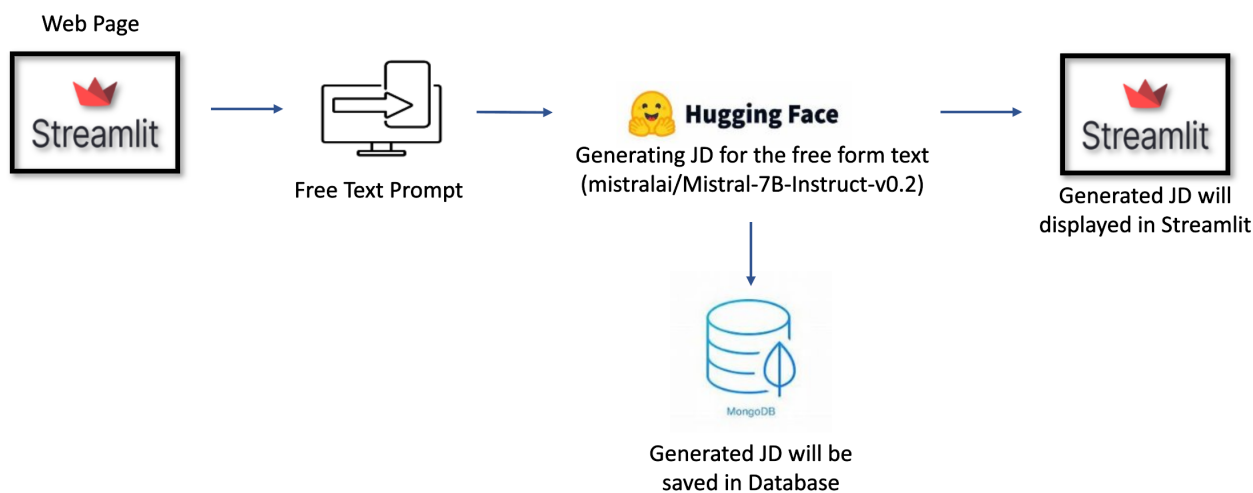 Web Page
Streamlit
Free Text Prompt
Hugging Face
Generating JD for the free form text
(mistralai/Mistral-7B-Instruct-v0.2)
Streamlit
Generated JD will
displayed in Streamlit
MongoDB
Generated JD will be
saved in Database